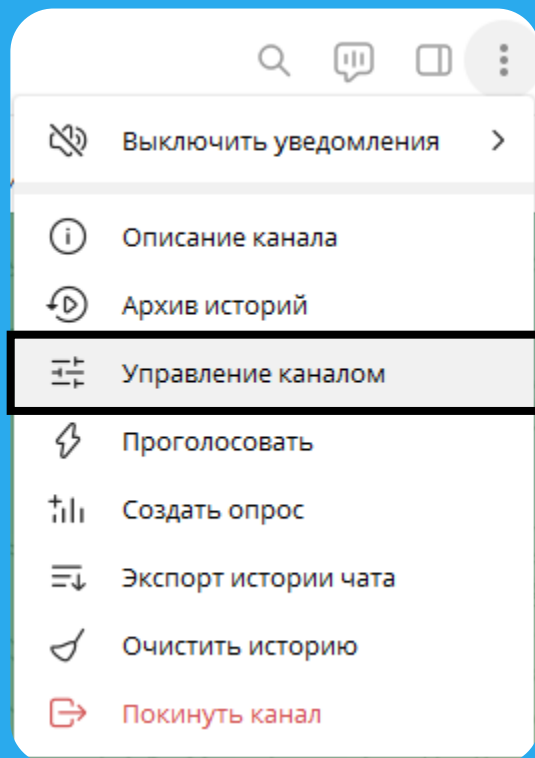 Выключить уведомления
Описание канала
Архив историй
Управление каналом
Проголосовать
Создать опрос
Экспорт истории чата
Очистить историю
Покинуть канал